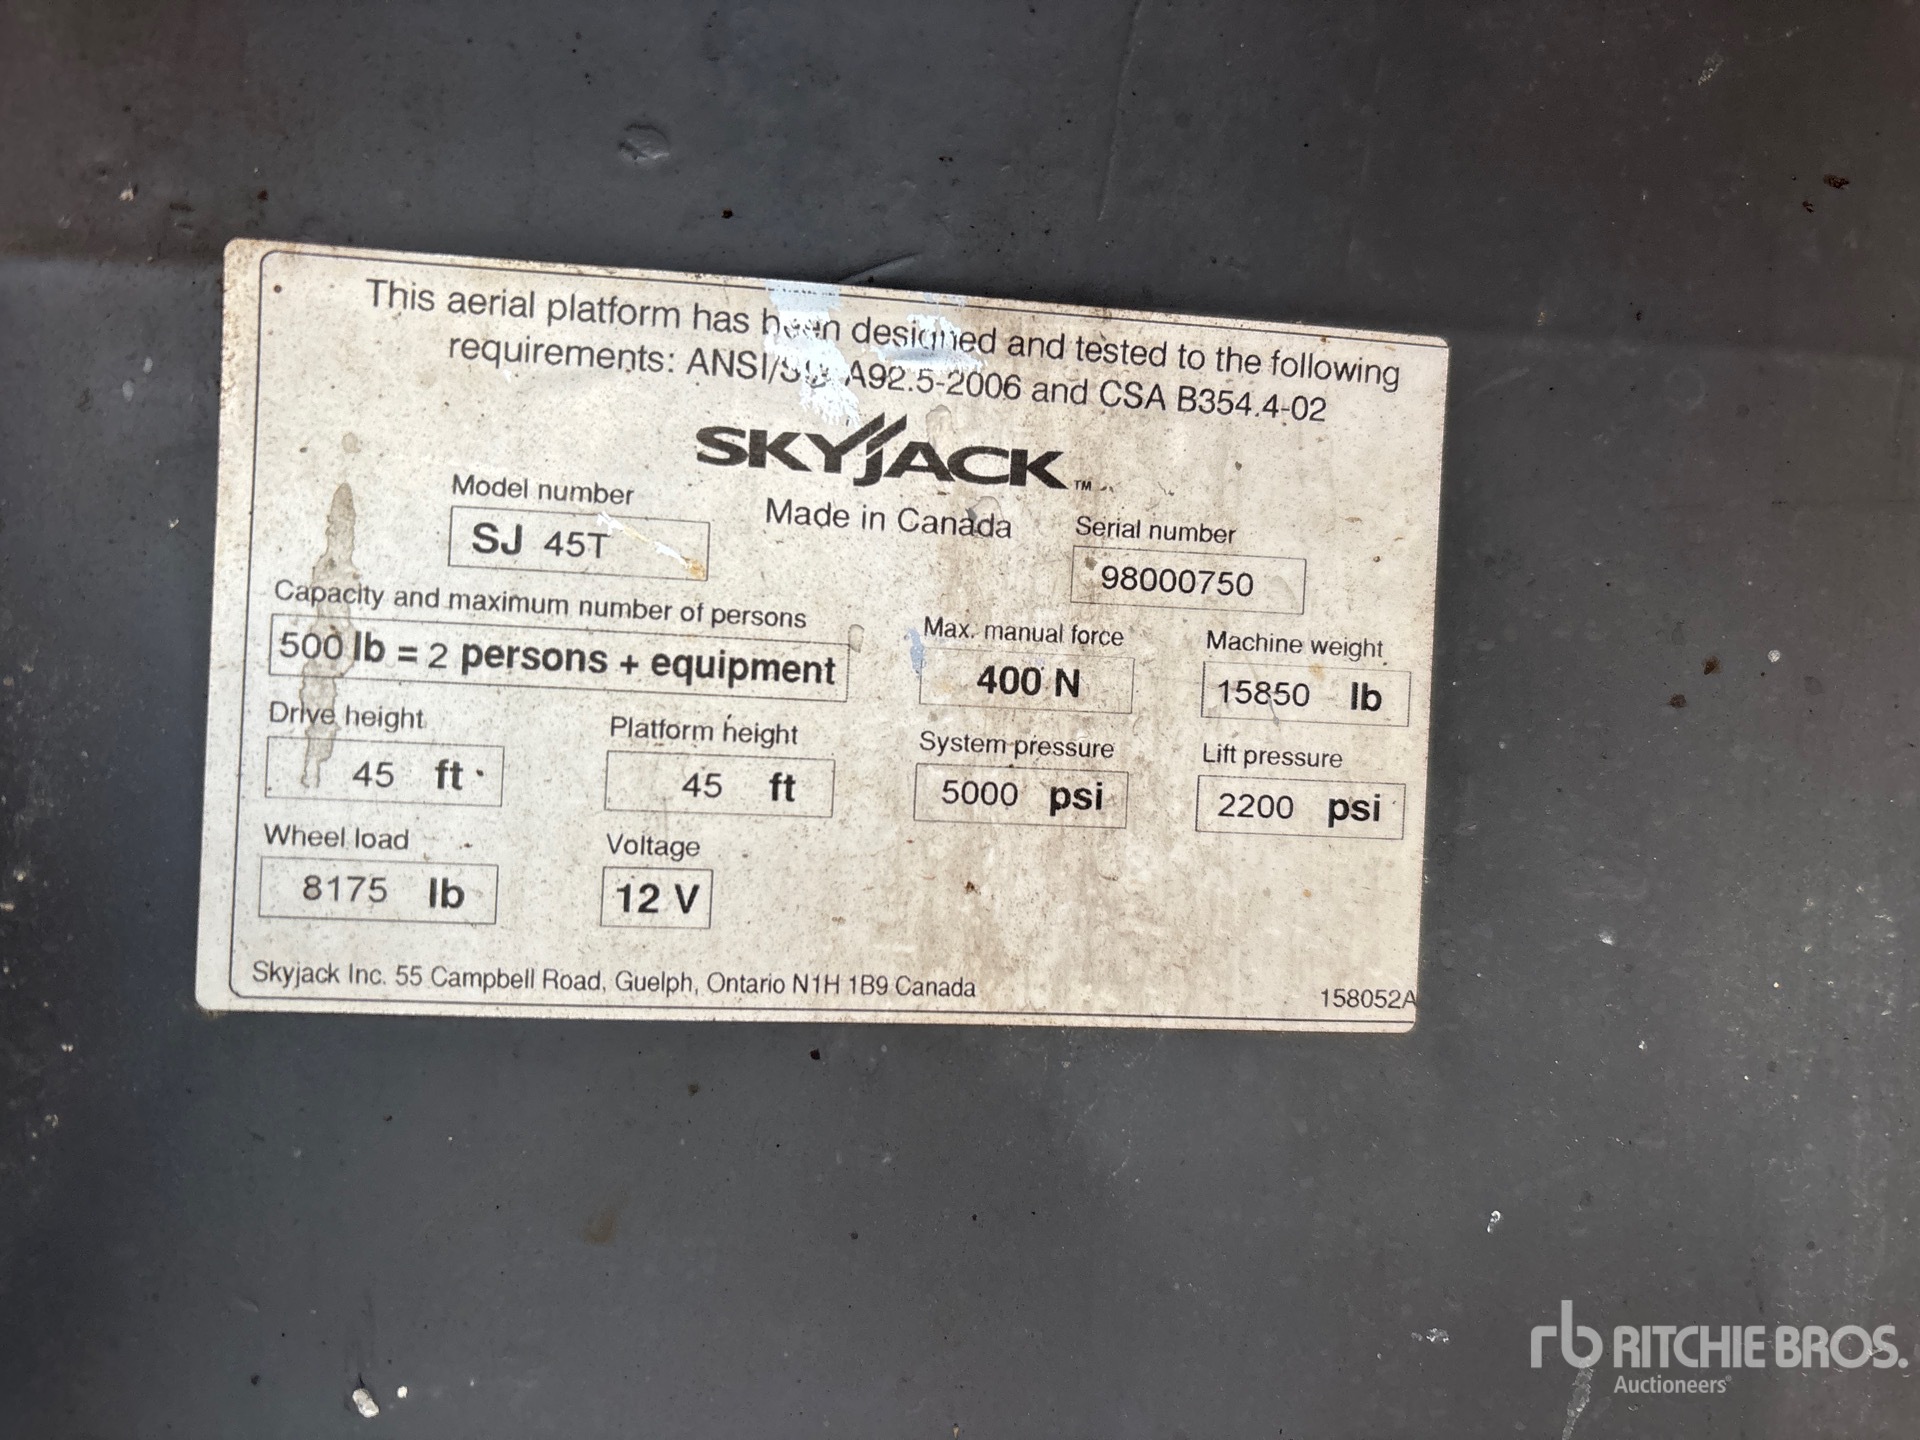 This aerial platform has been designed and tested to the following
requirements: ANSI/ A92.5-2006 and CSA B354.4-02
SKYJACK™
Made in Canada
Model number
SJ 45T
Serial number
98000750
Capacity and maximum number of persons
500 lb = 2 persons + equipment
Max. manual force
400 N
Machine weight
15850 lb
Drive height
45 ft
Platform height
45 ft
System pressure
5000 psi
Lift pressure
2200 psi
Wheel load
8175 lb
Voltage
12 V
Skyjack Inc. 55 Campbell Road, Guelph, Ontario N1H 1B9 Canada
158052A
rb RITCHIE BROS.
Auctioneers